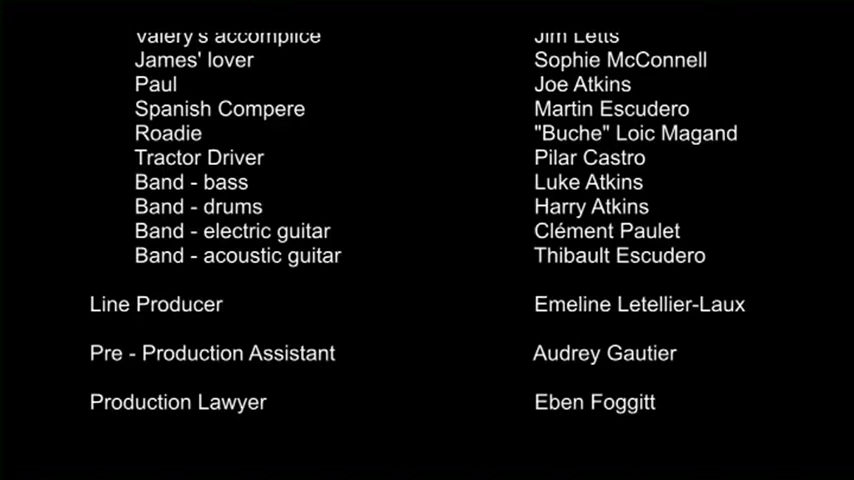 Valery's accomplice Jim Letts
James' lover Sophie McConnell
Paul Joe Atkins
Spanish Compere Martin Escudero
Roadie "Buche" Loic Magand
Tractor Driver Pilar Castro
Band - bass Luke Atkins
Band - drums Harry Atkins
Band - electric guitar Clément Paulet
Band - acoustic guitar Thibault Escudero
Line Producer Emeline Letellier-Laux
Pre - Production Assistant Audrey Gautier
Production Lawyer Eben Foggitt